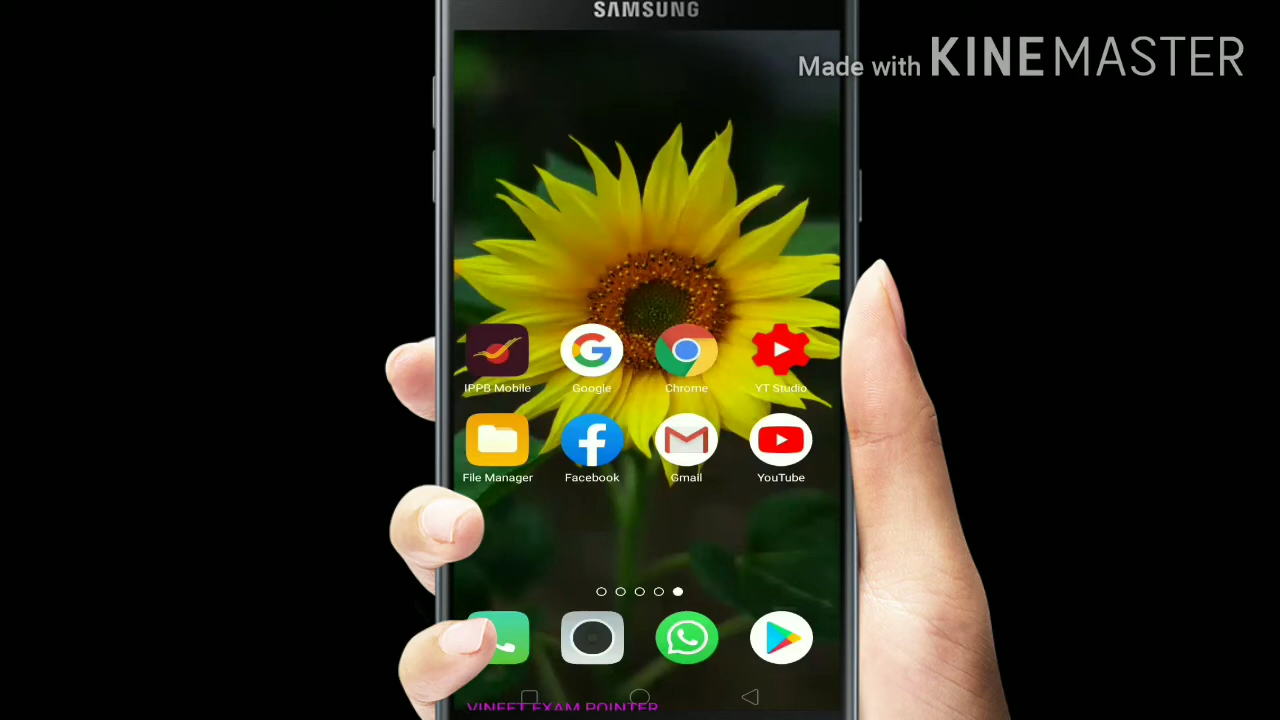 SAMSUNG
Made with KINEMASTER
IPPB Mobile
Google
Chrome
YT Studio
File Manager
Facebook
Gmail
YouTube
VINEET EXAM POINTER